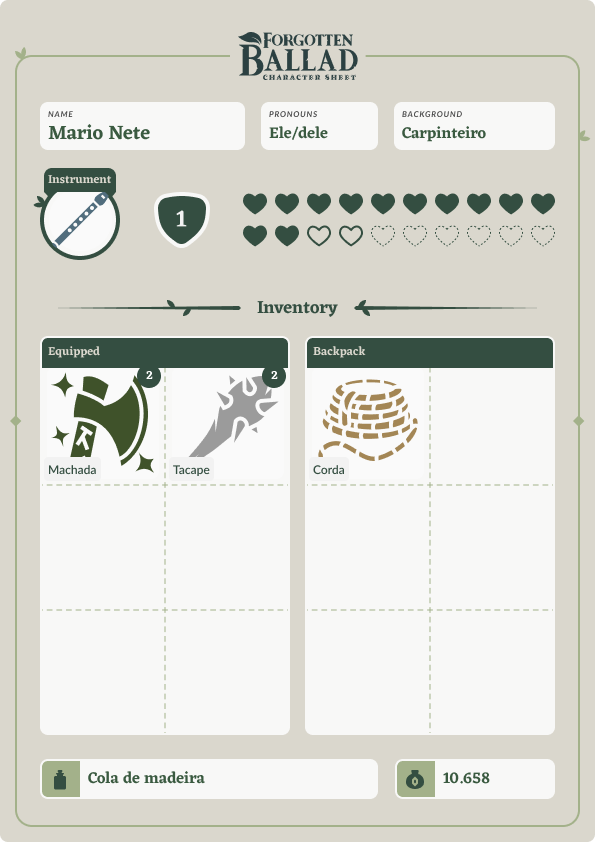 FORGOTTEN
BALLAD
CHARACTER SHEET
NAME
Mario Nete
PRONOUNS
Ele/dele
BACKGROUND
Carpinteiro
Instrument
1
Inventory
Equipped
2
Machada
2
Tacape
Backpack
Corda
Cola de madeira
10.658